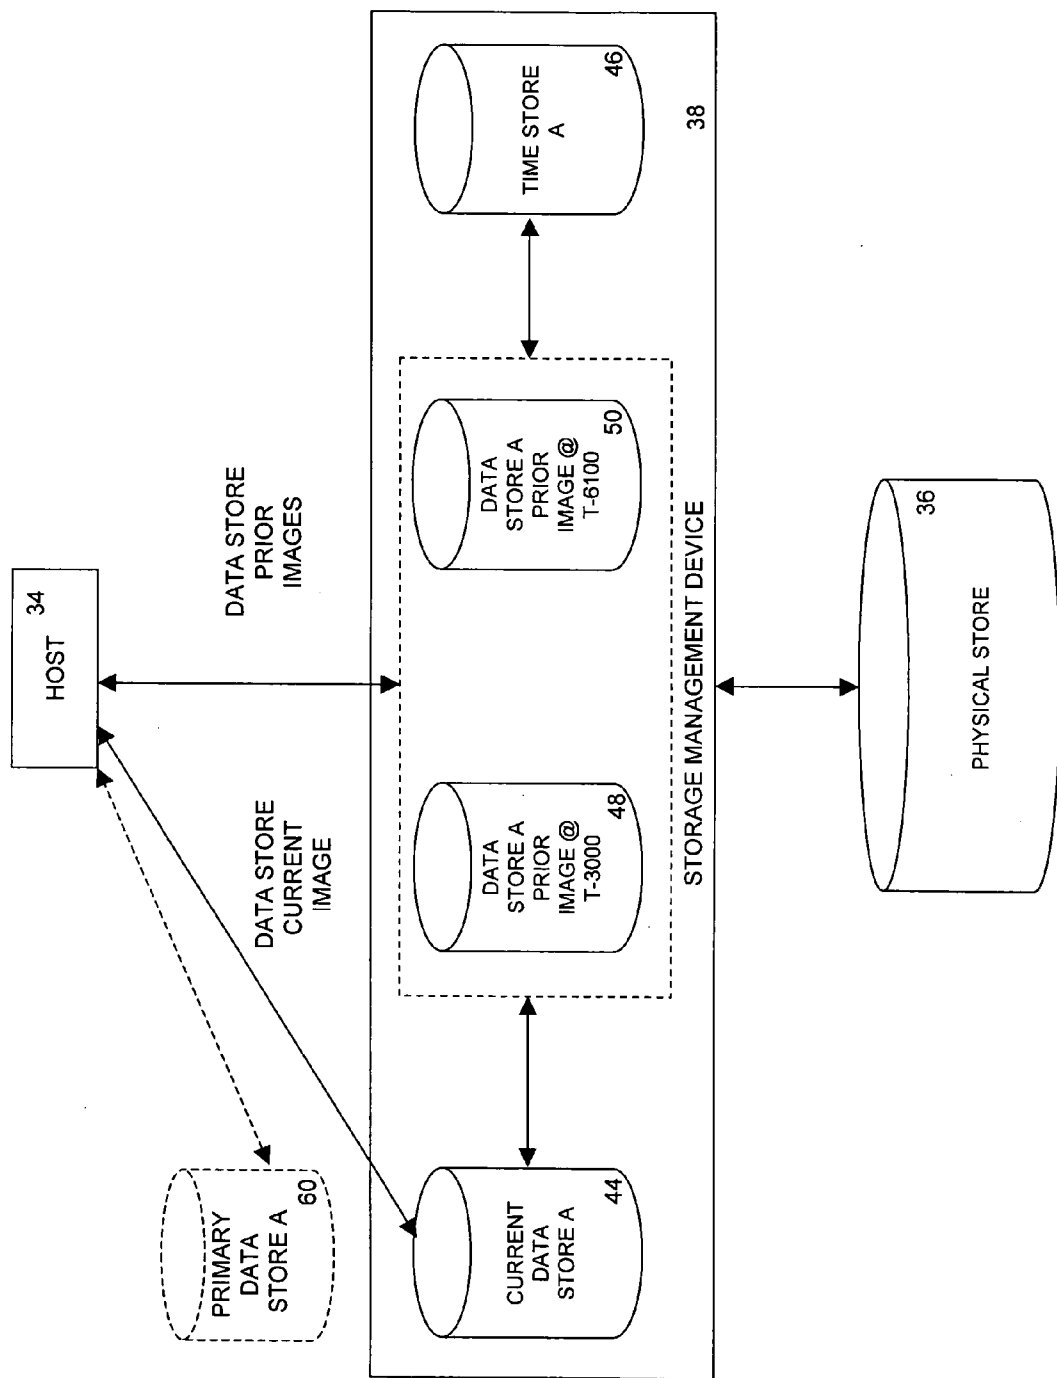 HOST
34
PRIMARY
DATA
STORE A
60
DATA STORE
CURRENT
IMAGE
DATA STORE
PRIOR
IMAGES
CURRENT
DATA
STORE A
44
DATA
STORE A
PRIOR
IMAGE @
T-3000
48
DATA
STORE A
PRIOR
IMAGE @
T-6100
50
TIME STORE
A
46
STORAGE MANAGEMENT DEVICE
38
PHYSICAL STORE
36